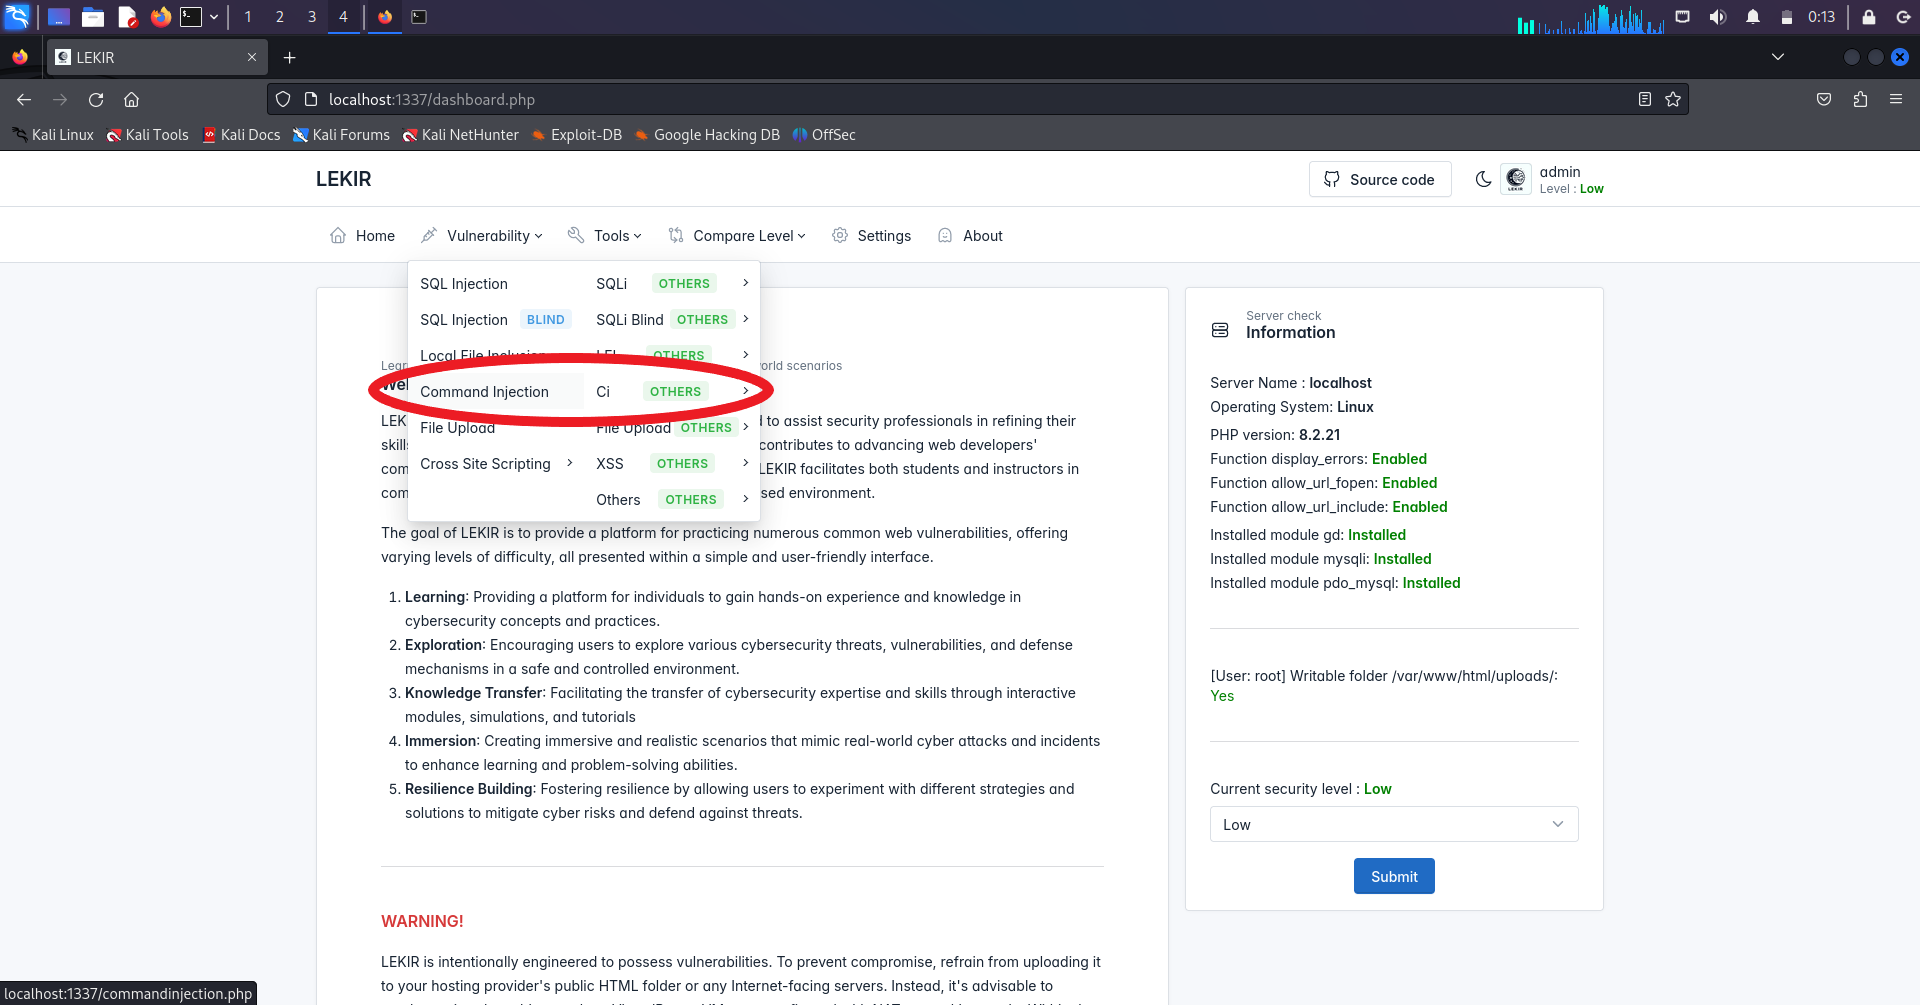 1 2 3 4
0:13
LEKIR
localhost:1337/dashboard.php
Kali Linux Kali Tools Kali Docs Kali Forums Kali NetHunter Exploit-DB Google Hacking DB OffSec
LEKIR
Source code
admin
Level : Low
Home Vulnerability Tools Compare Level Settings About
SQL Injection SQLi OTHERS
SQL Injection BLIND SQLi Blind OTHERS
Local File Inclusion LFI OTHERS
Command Injection Ci OTHERS
File Upload File Upload OTHERS
Cross Site Scripting XSS OTHERS
Others OTHERS
world scenarios
LEK d to assist security professionals in refining their
skills contributes to advancing web developers'
com LEKIR facilitates both students and instructors in
com sed environment.
The goal of LEKIR is to provide a platform for practicing numerous common web vulnerabilities, offering
varying levels of difficulty, all presented within a simple and user-friendly interface.
1. Learning: Providing a platform for individuals to gain hands-on experience and knowledge in
cybersecurity concepts and practices.
2. Exploration: Encouraging users to explore various cybersecurity threats, vulnerabilities, and defense
mechanisms in a safe and controlled environment.
3. Knowledge Transfer: Facilitating the transfer of cybersecurity expertise and skills through interactive
modules, simulations, and tutorials
4. Immersion: Creating immersive and realistic scenarios that mimic real-world cyber attacks and incidents
to enhance learning and problem-solving abilities.
5. Resilience Building: Fostering resilience by allowing users to experiment with different strategies and
solutions to mitigate cyber risks and defend against threats.
WARNING!
LEKIR is intentionally engineered to possess vulnerabilities. To prevent compromise, refrain from uploading it
to your hosting provider's public HTML folder or any Internet-facing servers. Instead, it's advisable to
Server check
Information
Server Name : localhost
Operating System: Linux
PHP version: 8.2.21
Function display_errors: Enabled
Function allow_url_fopen: Enabled
Function allow_url_include: Enabled
Installed module gd: Installed
Installed module mysqli: Installed
Installed module pdo_mysql: Installed
[User: root] Writable folder /var/www/html/uploads/:
Yes
Current security level : Low
Low
Submit
localhost:1337/commandinjection.php